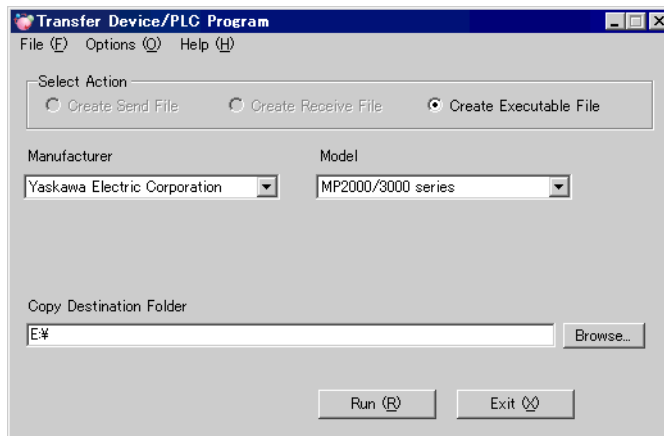 Transfer Device/PLC Program
File (F) Options (O) Help (H)
Select Action
Create Send File Create Receive File Create Executable File
Manufacturer Model
Yaskawa Electric Corporation MP2000/3000 series
Copy Destination Folder
E:¥ Browse...
Run (R) Exit (X)